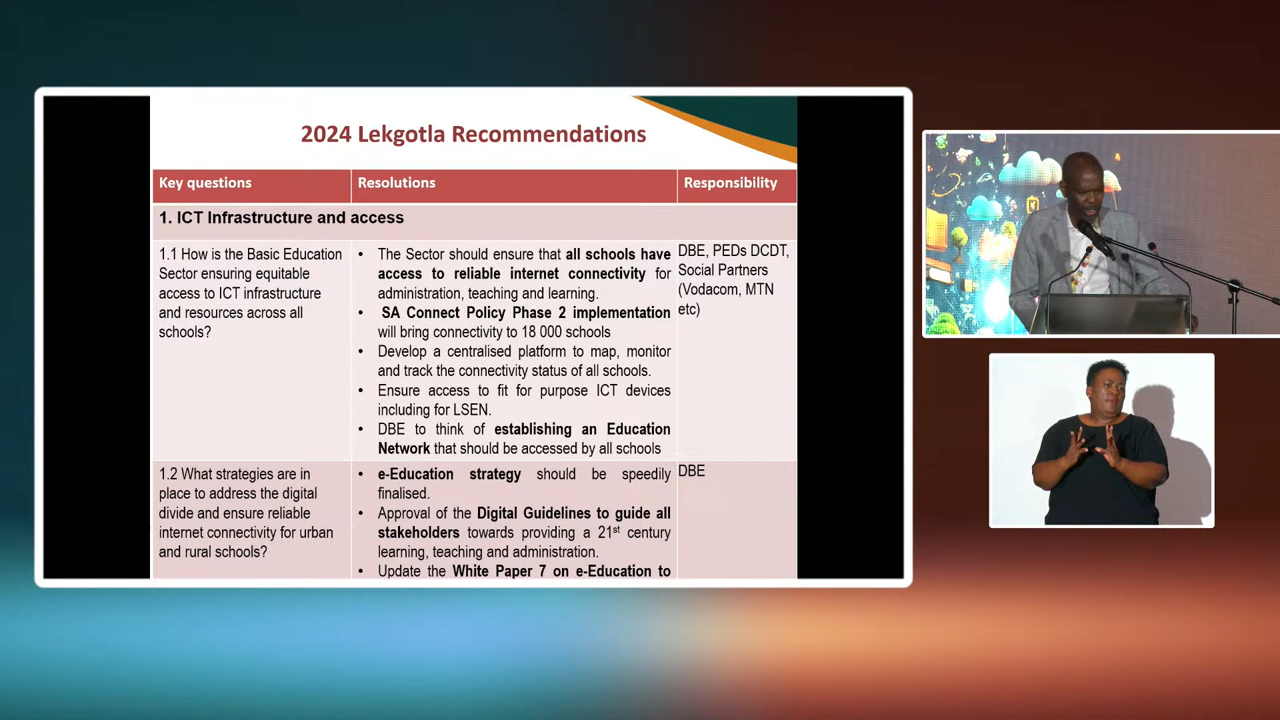 2024 Lekgotla Recommendations
Key questions
Resolutions
Responsibility
1. ICT Infrastructure and access
1.1 How is the Basic Education
Sector ensuring equitable
access to ICT infrastructure
and resources across all
schools?
• The Sector should ensure that all schools have
access to reliable internet connectivity for
administration, teaching and learning.
• SA Connect Policy Phase 2 implementation
will bring connectivity to 18 000 schools
• Develop a centralised platform to map, monitor
and track the connectivity status of all schools.
• Ensure access to fit for purpose ICT devices
including for LSEN.
• DBE to think of establishing an Education
Network that should be accessed by all schools
DBE, PEDs DCDT,
Social Partners
(Vodacom, MTN
etc)
1.2 What strategies are in
place to address the digital
divide and ensure reliable
internet connectivity for urban
and rural schools?
• e-Education strategy should be speedily
finalised.
• Approval of the Digital Guidelines to guide all
stakeholders towards providing a 21st century
learning, teaching and administration.
• Update the White Paper 7 on e-Education to
DBE